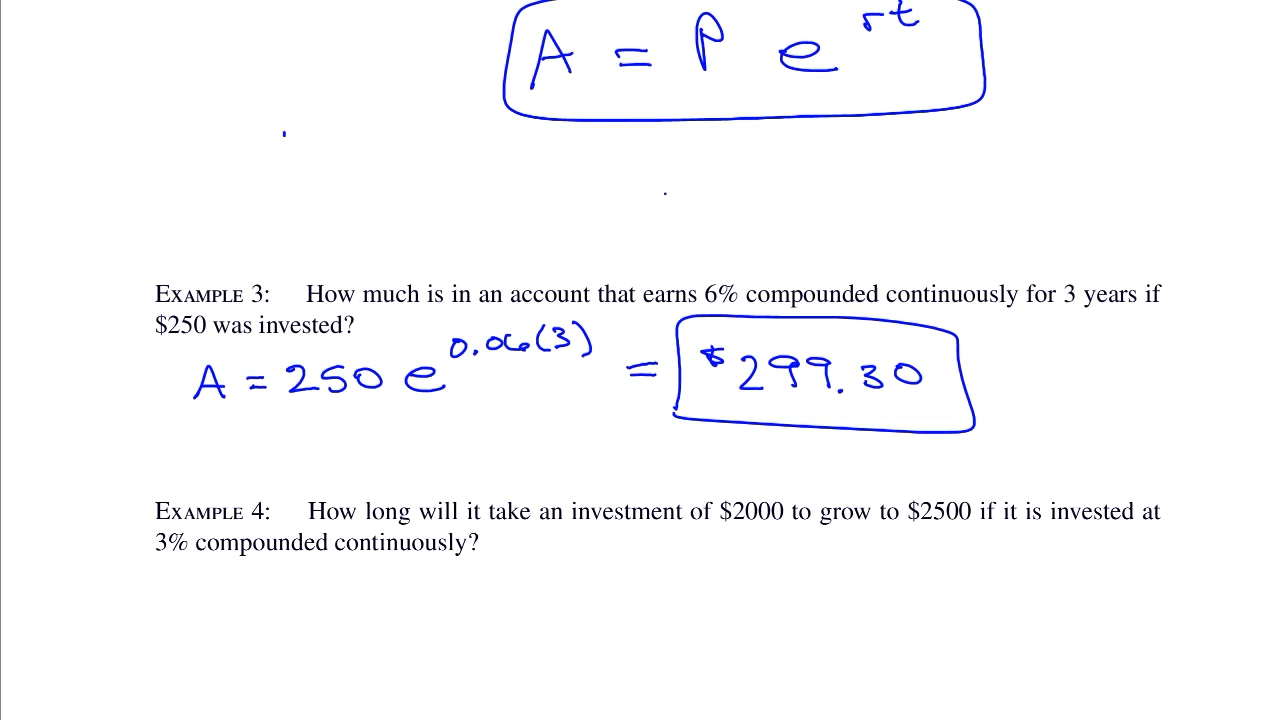 A = P e^{rt}
EXAMPLE 3: How much is in an account that earns 6% compounded continuously for 3 years if
$250 was invested?
A = 250 e^{0.06(3)} = $299.30
EXAMPLE 4: How long will it take an investment of $2000 to grow to $2500 if it is invested at
3% compounded continuously?